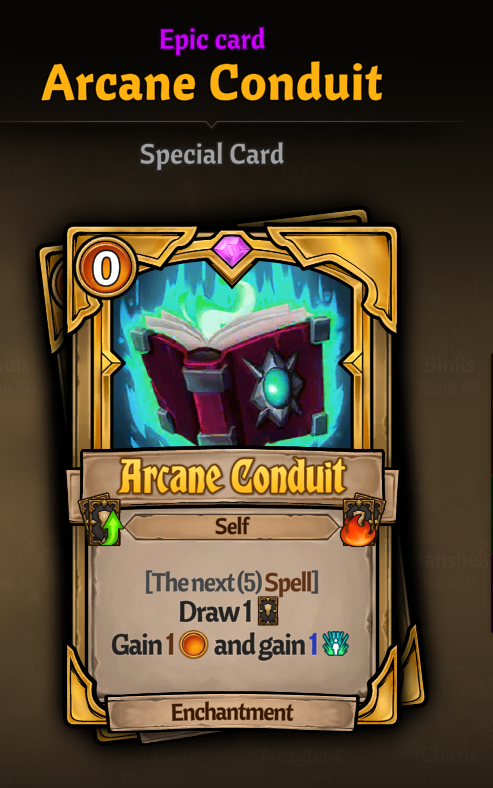 Epic card
Arcane Conduit
Special Card
0
Arcane Conduit
Self
[The next (5) Spell]
Draw 1
Gain 1 and gain 1
Enchantment
Binks